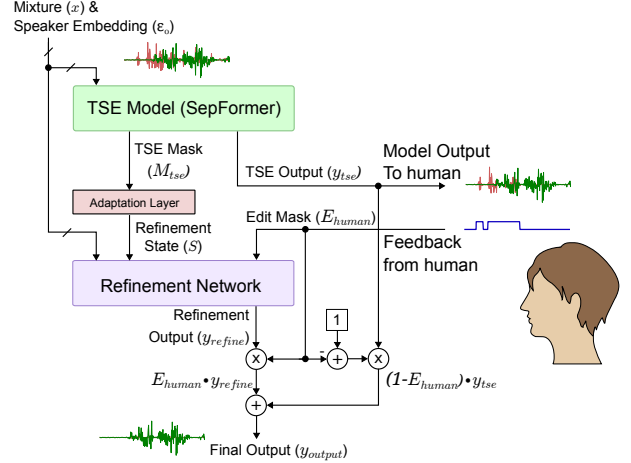 Mixture (x) &
Speaker Embedding (ε₀)
TSE Model (SepFormer)
TSE Mask
(M_tse)
TSE Output (y_tse)
Model Output
To human
Adaptation Layer
Refinement
State (S)
Edit Mask (E_human)
Feedback
from human
Refinement Network
Refinement
Output (y_refine)
1
-
x
+
x
E_human • y_refine
(1-E_human) • y_tse
+
Final Output (y_output)